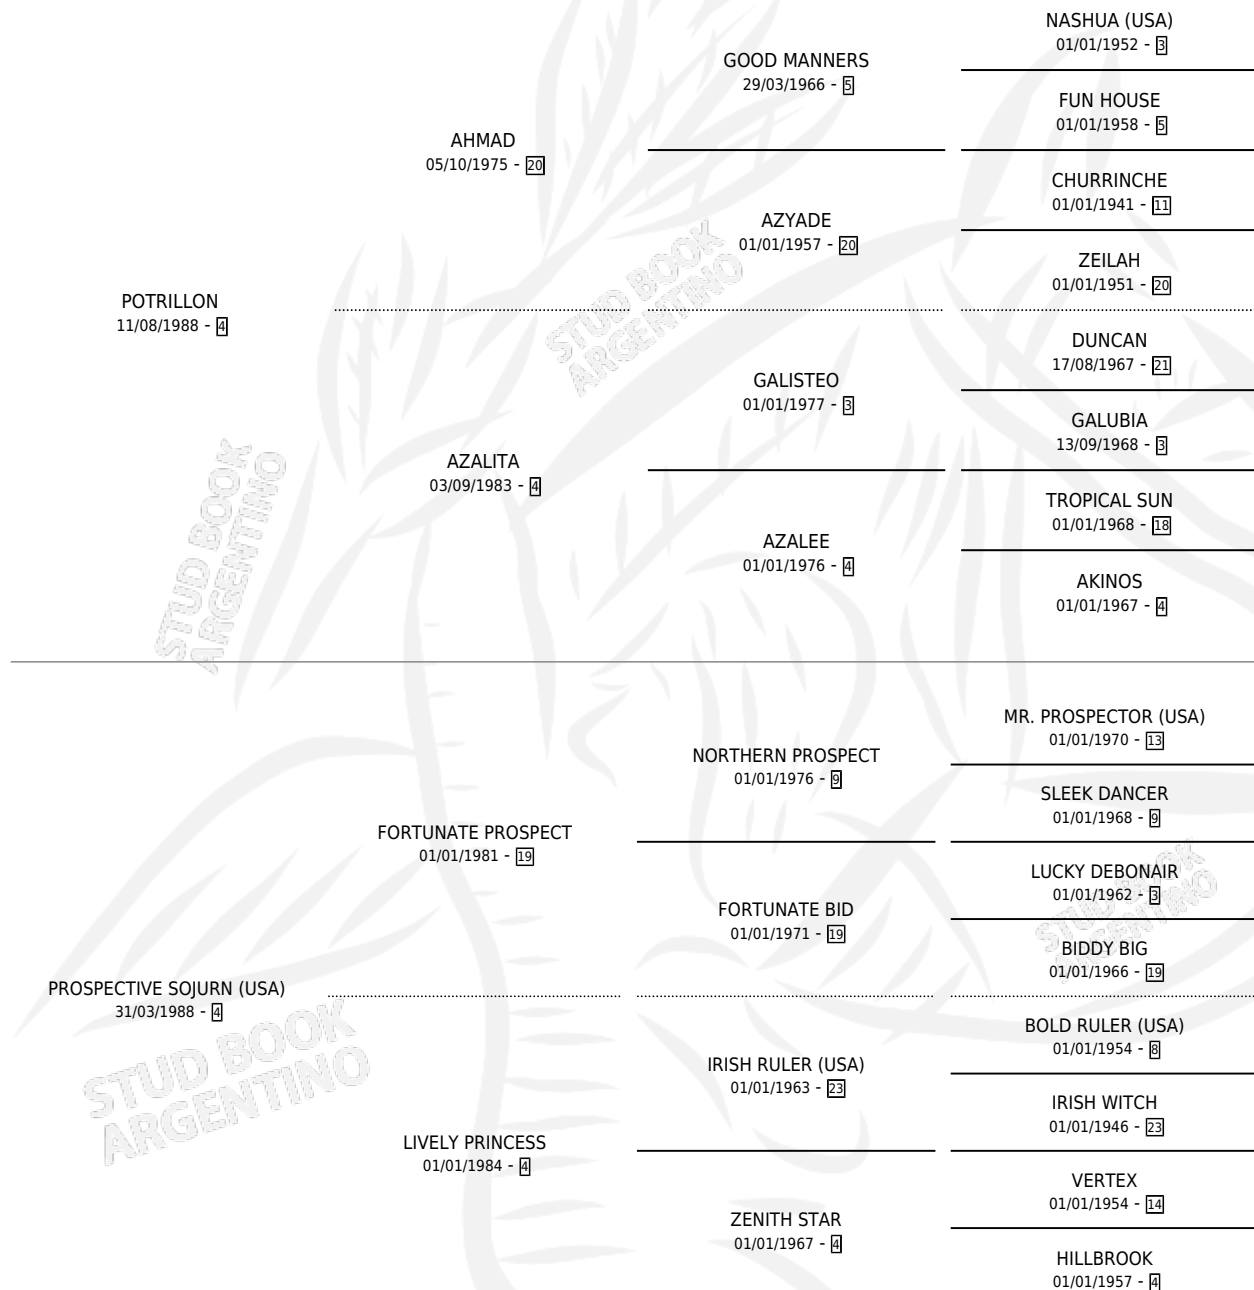 NASHUA (USA)
01/01/1952 - 3
GOOD MANNERS
29/03/1966 - 5
FUN HOUSE
01/01/1958 - 5
AHMAD
05/10/1975 - 20
CHURRINCHE
01/01/1941 - 11
AZYADE
01/01/1957 - 20
ZEILAH
01/01/1951 - 20
POTRILLON
11/08/1988 - 4
DUNCAN
17/08/1967 - 21
GALISTEO
01/01/1977 - 3
GALUBIA
13/09/1968 - 3
AZALITA
03/09/1983 - 4
TROPICAL SUN
01/01/1968 - 18
AZALEE
01/01/1976 - 4
AKINOS
01/01/1967 - 4
STUD BOOK
ARGENTINO
STUD BOOK
ARGENTINO
MR. PROSPECTOR (USA)
01/01/1970 - 13
NORTHERN PROSPECT
01/01/1976 - 9
SLEEK DANCER
01/01/1968 - 9
FORTUNATE PROSPECT
01/01/1981 - 19
LUCKY DEBONAIR
01/01/1962 - 3
FORTUNATE BID
01/01/1971 - 19
BIDDY BIG
01/01/1966 - 19
STUD BOOK
ARGENTINO
PROSPECTIVE SOJURN (USA)
31/03/1988 - 4
BOLD RULER (USA)
01/01/1954 - 8
IRISH RULER (USA)
01/01/1963 - 23
IRISH WITCH
01/01/1946 - 23
STUD BOOK
ARGENTINO
LIVELY PRINCESS
01/01/1984 - 4
VERTEX
01/01/1954 - 14
ZENITH STAR
01/01/1967 - 4
HILLBROOK
01/01/1957 - 4